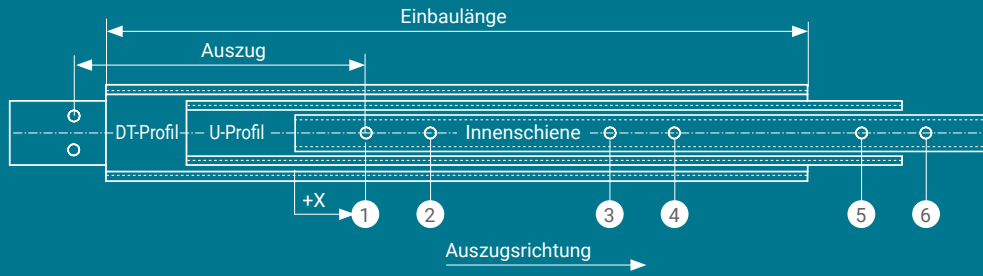 Einbaulänge
Auszug
DT-Profil U-Profil Innenschiene
+X 1 2 3 4 5 6
Auszugsrichtung